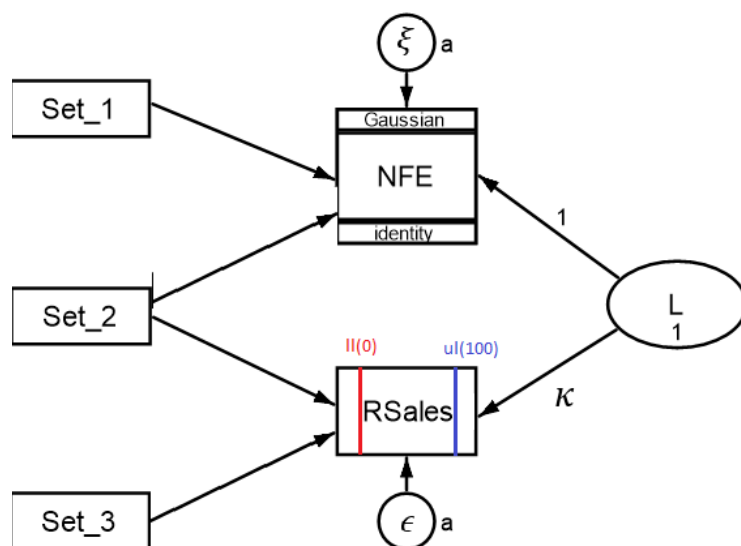 ξ a
Set_1
Gaussian
NFE
identity
1
Set_2
L
1
ll(0) ul(100)
RSales
κ
Set_3
ϵ a